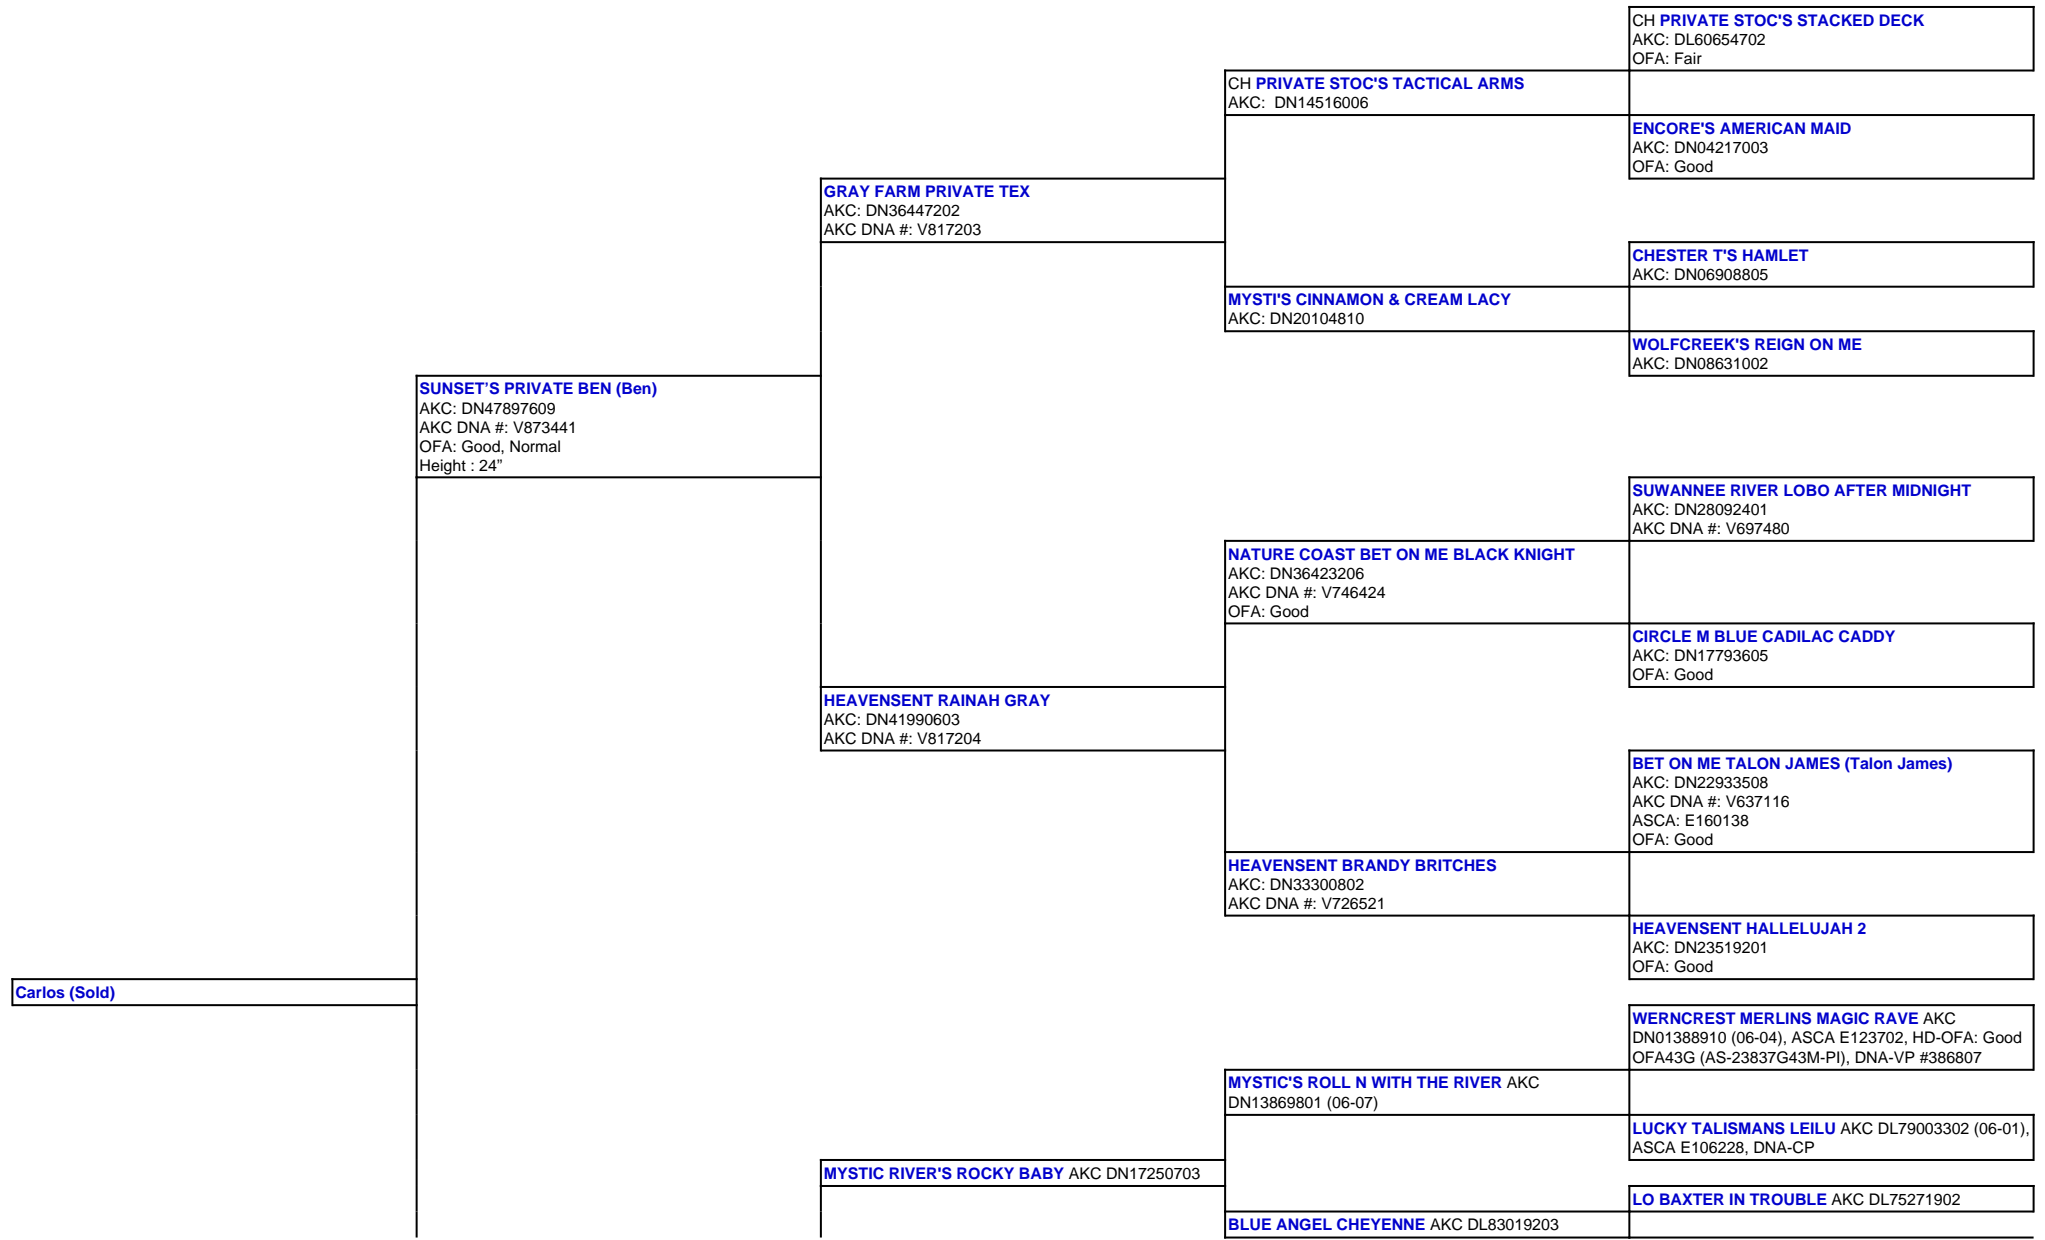 CH PRIVATE STOC'S STACKED DECK
AKC: DL60654702
OFA: Fair
CH PRIVATE STOC'S TACTICAL ARMS
AKC:  DN14516006
ENCORE'S AMERICAN MAID
AKC: DN04217003
OFA: Good
GRAY FARM PRIVATE TEX
AKC: DN36447202
AKC DNA #: V817203
CHESTER T'S HAMLET
AKC: DN06908805
MYSTI'S CINNAMON & CREAM LACY
AKC: DN20104810
WOLFCREEK'S REIGN ON ME
AKC: DN08631002
SUNSET’S PRIVATE BEN (Ben)
AKC: DN47897609
AKC DNA #: V873441
OFA: Good, Normal
Height : 24”
SUWANNEE RIVER LOBO AFTER MIDNIGHT
AKC: DN28092401
AKC DNA #: V697480
NATURE COAST BET ON ME BLACK KNIGHT
AKC: DN36423206
AKC DNA #: V746424
OFA: Good
CIRCLE M BLUE CADILAC CADDY
AKC: DN17793605
OFA: Good
HEAVENSENT RAINAH GRAY
AKC: DN41990603
AKC DNA #: V817204
BET ON ME TALON JAMES (Talon James)
AKC: DN22933508
AKC DNA #: V637116
ASCA: E160138
OFA: Good
HEAVENSENT BRANDY BRITCHES
AKC: DN33300802
AKC DNA #: V726521
HEAVENSENT HALLELUJAH 2
AKC: DN23519201
OFA: Good
Carlos (Sold)
WERNCREST MERLINS MAGIC RAVE AKC
DN01388910 (06-04), ASCA E123702, HD-OFA: Good
OFA43G (AS-23837G43M-PI), DNA-VP #386807
MYSTIC'S ROLL N WITH THE RIVER AKC
DN13869801 (06-07)
LUCKY TALISMANS LEILU AKC DL79003302 (06-01),
ASCA E106228, DNA-CP
MYSTIC RIVER'S ROCKY BABY AKC DN17250703
LO BAXTER IN TROUBLE AKC DL75271902
BLUE ANGEL CHEYENNE AKC DL83019203